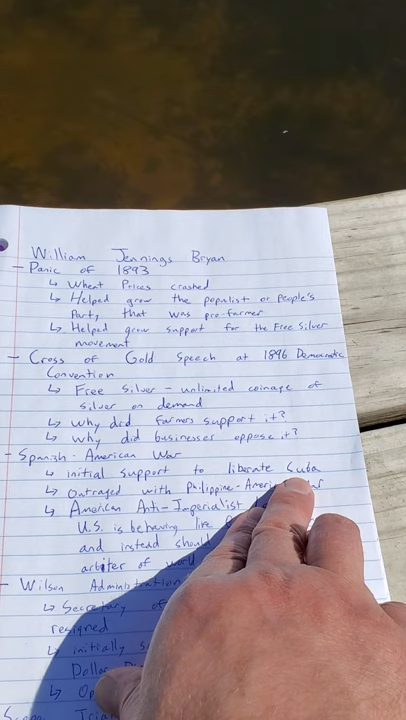 William Jennings Bryan
- Panic of 1893
↳ Wheat Prices crashed
↳ Helped grow the populist or People's
Party that was pro-farmer
↳ Helped grow support for the Free Silver
movement
- Cross of Gold Speech at 1896 Democratic
Convention
↳ Free Silver - unlimited coinage of
silver on demand
↳ Why did farmers support it?
↳ Why did businesses oppose it?
- Spanish-American War
↳ initial support to liberate Cuba
↳ Outraged with Philippine-
↳ American Anti-Imperialist
U.S. is behaving like
and instead should
arbiter of
- Wilson Administration
↳ Secretary of
resigned
↳ initially
Dollar